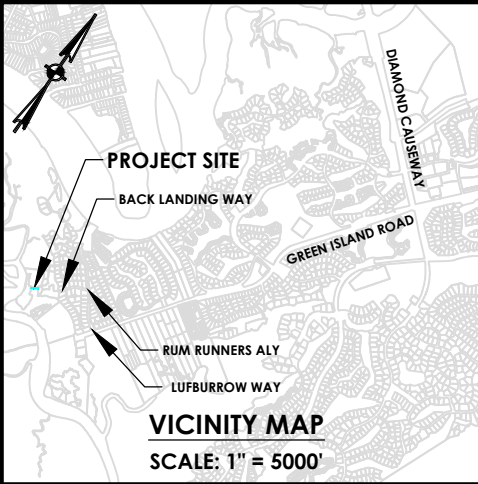 DIAMOND CAUSEWAY
PROJECT SITE
BACK LANDING WAY
GREEN ISLAND ROAD
RUM RUNNERS ALY
LUFBURROW WAY
VICINITY MAP
SCALE: 1" = 5000'